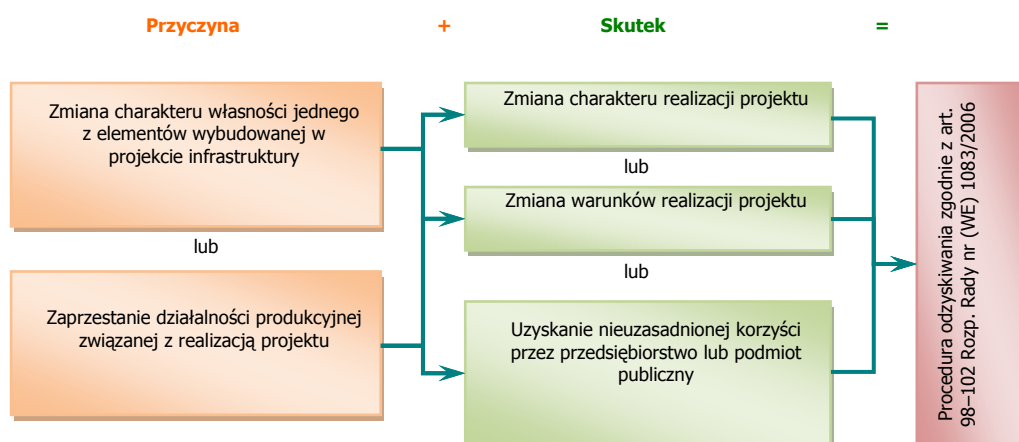 Przyczyna + Skutek =
Zmiana charakteru własności jednego
z elementów wybudowanej w
projekcie infrastruktury
lub
Zaprzestanie działalności produkcyjnej
związanej z realizacją projektu
Zmiana charakteru realizacji projektu
lub
Zmiana warunków realizacji projektu
lub
Uzyskanie nieuzasadnionej korzyści
przez przedsiębiorstwo lub podmiot
publiczny
Procedura odzyskiwana zgodnie z art.
98–102 Rozp. Rady nr (WE) 1083/2006